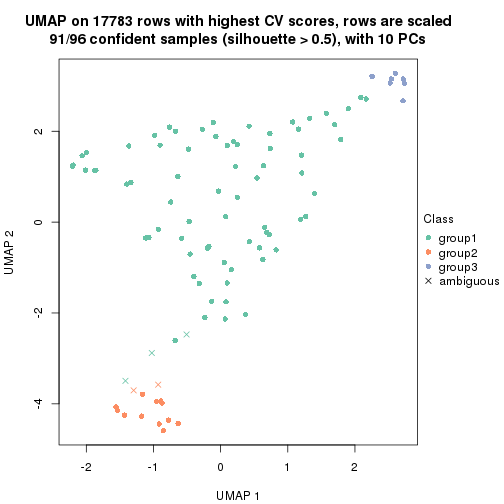 UMAP on 17783 rows with highest CV scores, rows are scaled
91/96 confident samples (silhouette > 0.5), with 10 PCs
2
0
-2
-4
UMAP 2
-2
-1
0
1
2
UMAP 1
Class
group1
group2
group3
ambiguous